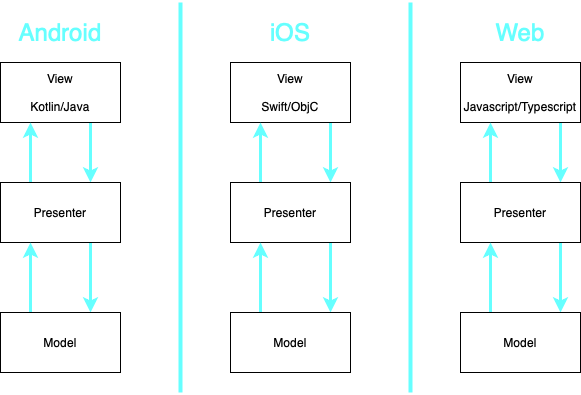 Android
iOS
Web
View
Kotlin/Java
View
Swift/ObjC
View
Javascript/Typescript
Presenter
Presenter
Presenter
Model
Model
Model